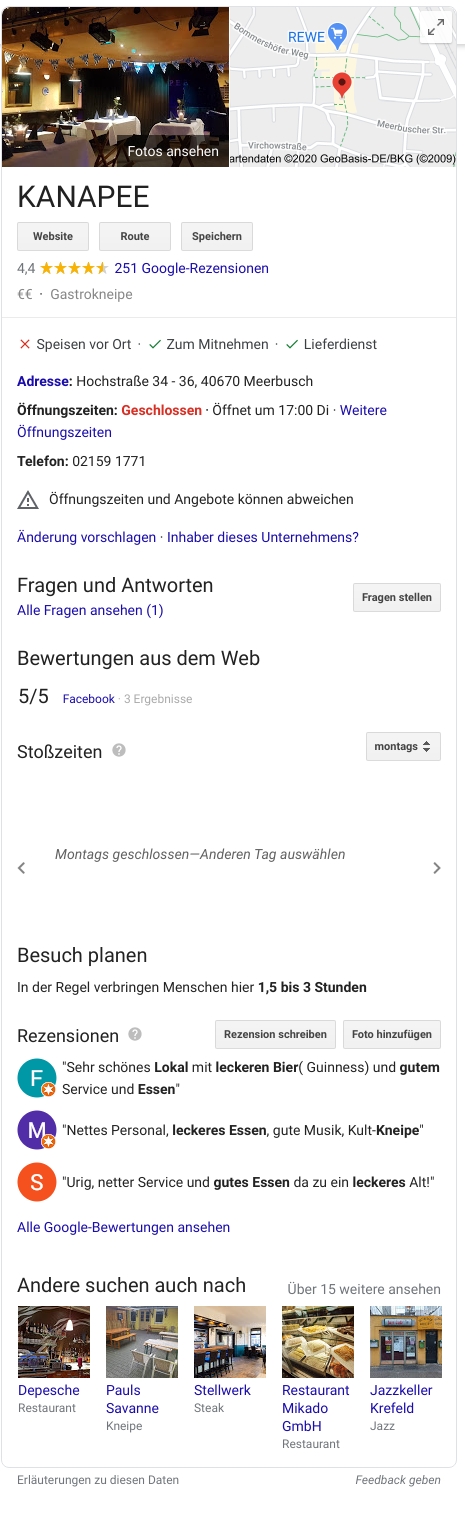 REWE
Bommershöfer Weg
Meerbuscher Str.
Virchowstraße
Fotos ansehen
artendaten ©2020 GeoBasis-DE/BKG (©2009)
KANAPEE
Website Route Speichern
4,4 251 Google-Rezensionen
€€ · Gastrokneipe
Speisen vor Ort · Zum Mitnehmen · Lieferdienst
Adresse: Hochstraße 34 - 36, 40670 Meerbusch
Öffnungszeiten: Geschlossen · Öffnet um 17:00 Di · Weitere
Öffnungszeiten
Telefon: 02159 1771
Öffnungszeiten und Angebote können abweichen
Änderung vorschlagen · Inhaber dieses Unternehmens?
Fragen und Antworten
Alle Fragen ansehen (1)
Fragen stellen
Bewertungen aus dem Web
5/5 Facebook · 3 Ergebnisse
Stoßzeiten ? montags
Montags geschlossen—Anderen Tag auswählen
Besuch planen
In der Regel verbringen Menschen hier 1,5 bis 3 Stunden
Rezensionen ? Rezension schreiben Foto hinzufügen
F "Sehr schönes Lokal mit leckeren Bier( Guinness) und gutem
Service und Essen"
M "Nettes Personal, leckeres Essen, gute Musik, Kult-Kneipe"
S "Urig, netter Service und gutes Essen da zu ein leckeres Alt!"
Alle Google-Bewertungen ansehen
Andere suchen auch nach Über 15 weitere ansehen
Depesche
Restaurant
Pauls
Savanne
Kneipe
Stellwerk
Steak
Restaurant
Mikado
GmbH
Restaurant
Jazzkeller
Krefeld
Jazz
Erläuterungen zu diesen Daten Feedback geben